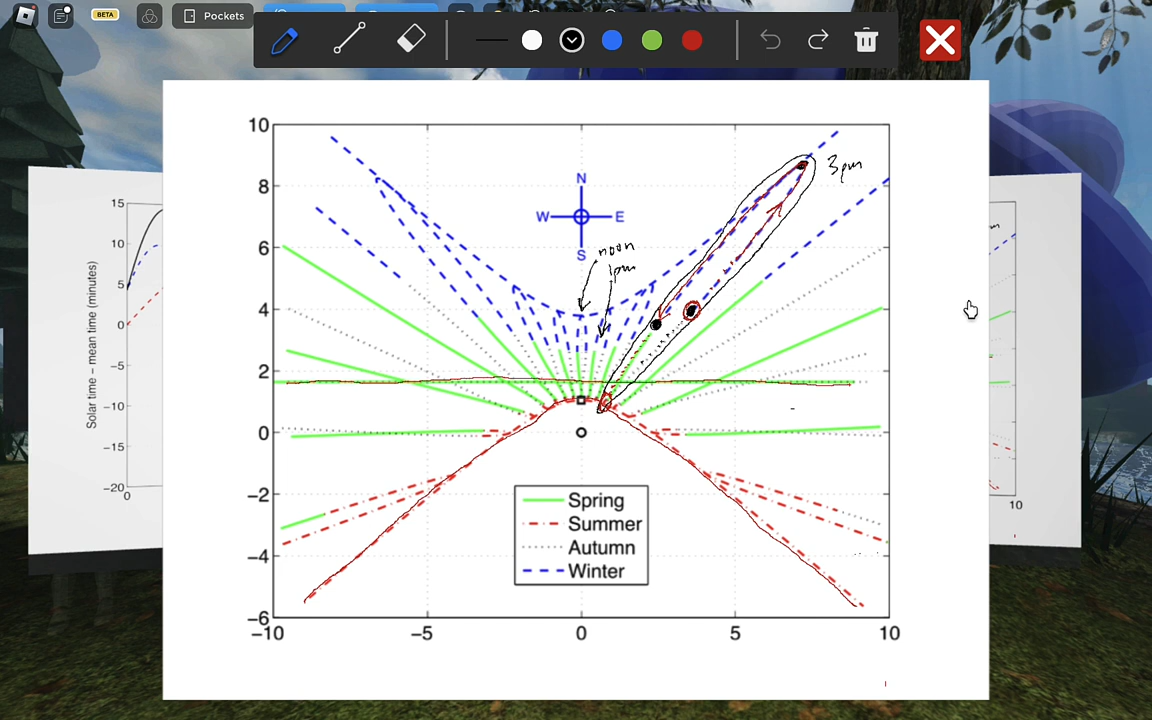 BETA
Pockets
10
8
6
4
2
0
−2
−4
−6
−10
−5
0
5
10
N
W
E
S
noon
1pm
3pm
Spring
Summer
Autumn
Winter
Solar time − mean time (minutes)
15
10
5
0
−5
−10
−15
−20
0
10